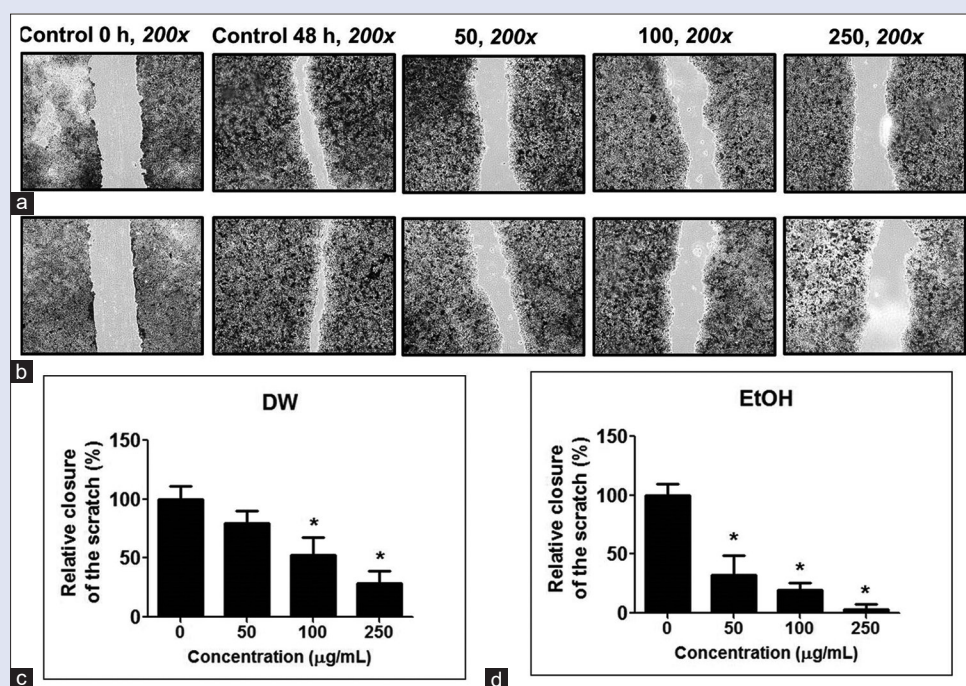 Control 0 h, 200x
Control 48 h, 200x
50, 200x
100, 200x
250, 200x
a
b
DW
Relative closure
of the scratch (%)
150
100
50
0
*
*
0
50
100
250
Concentration (µg/mL)
c
EtOH
Relative closure
of the scratch (%)
150
100
50
0
*
*
*
0
50
100
250
Concentration (µg/mL)
d